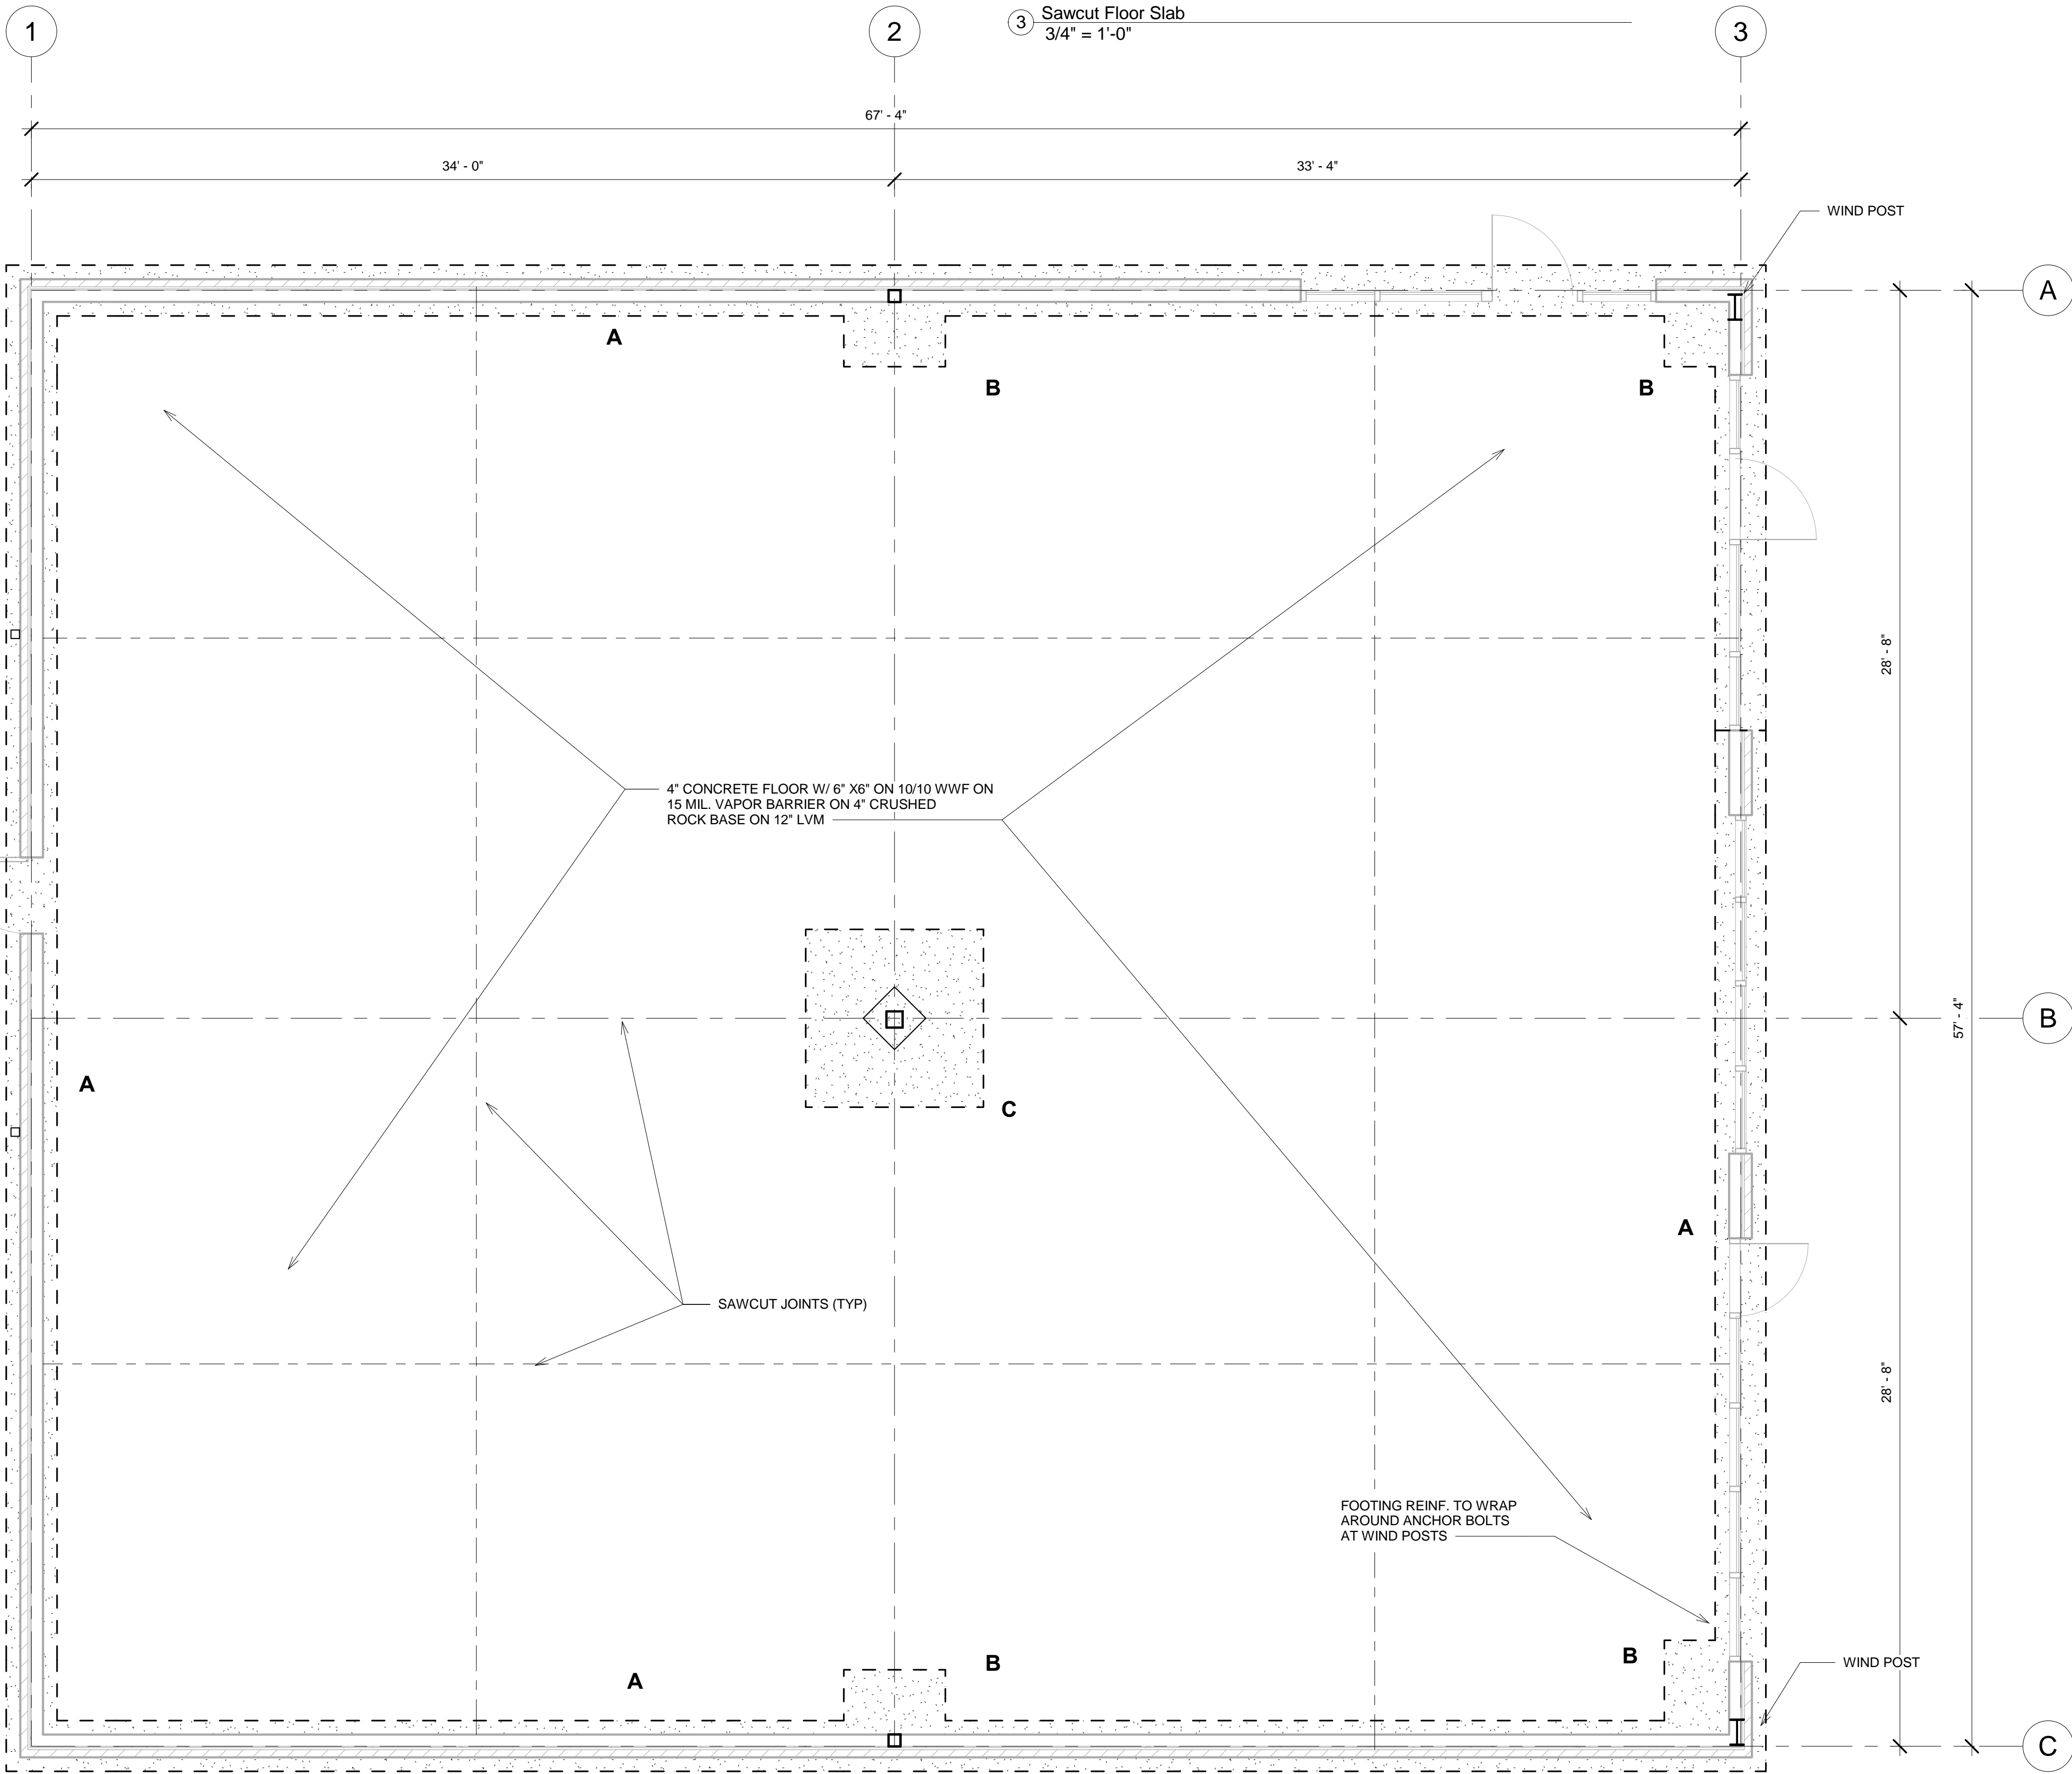 1
2
3
3 Sawcut Floor Slab
3/4" = 1'-0"
67' - 4"
34' - 0"
33' - 4"
WIND POST
A
A
B
B
28' - 8"
4" CONCRETE FLOOR W/ 6" X6" ON 10/10 WWF ON
15 MIL. VAPOR BARRIER ON 4" CRUSHED
ROCK BASE ON 12" LVM
57' - 4"
B
A
C
A
SAWCUT JOINTS (TYP)
28' - 8"
FOOTING REINF. TO WRAP
AROUND ANCHOR BOLTS
AT WIND POSTS
A
B
B
WIND POST
C